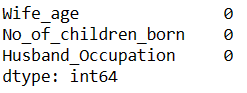 Wife_age 0
No_of_children_born 0
Husband_Occupation 0
dtype: int64